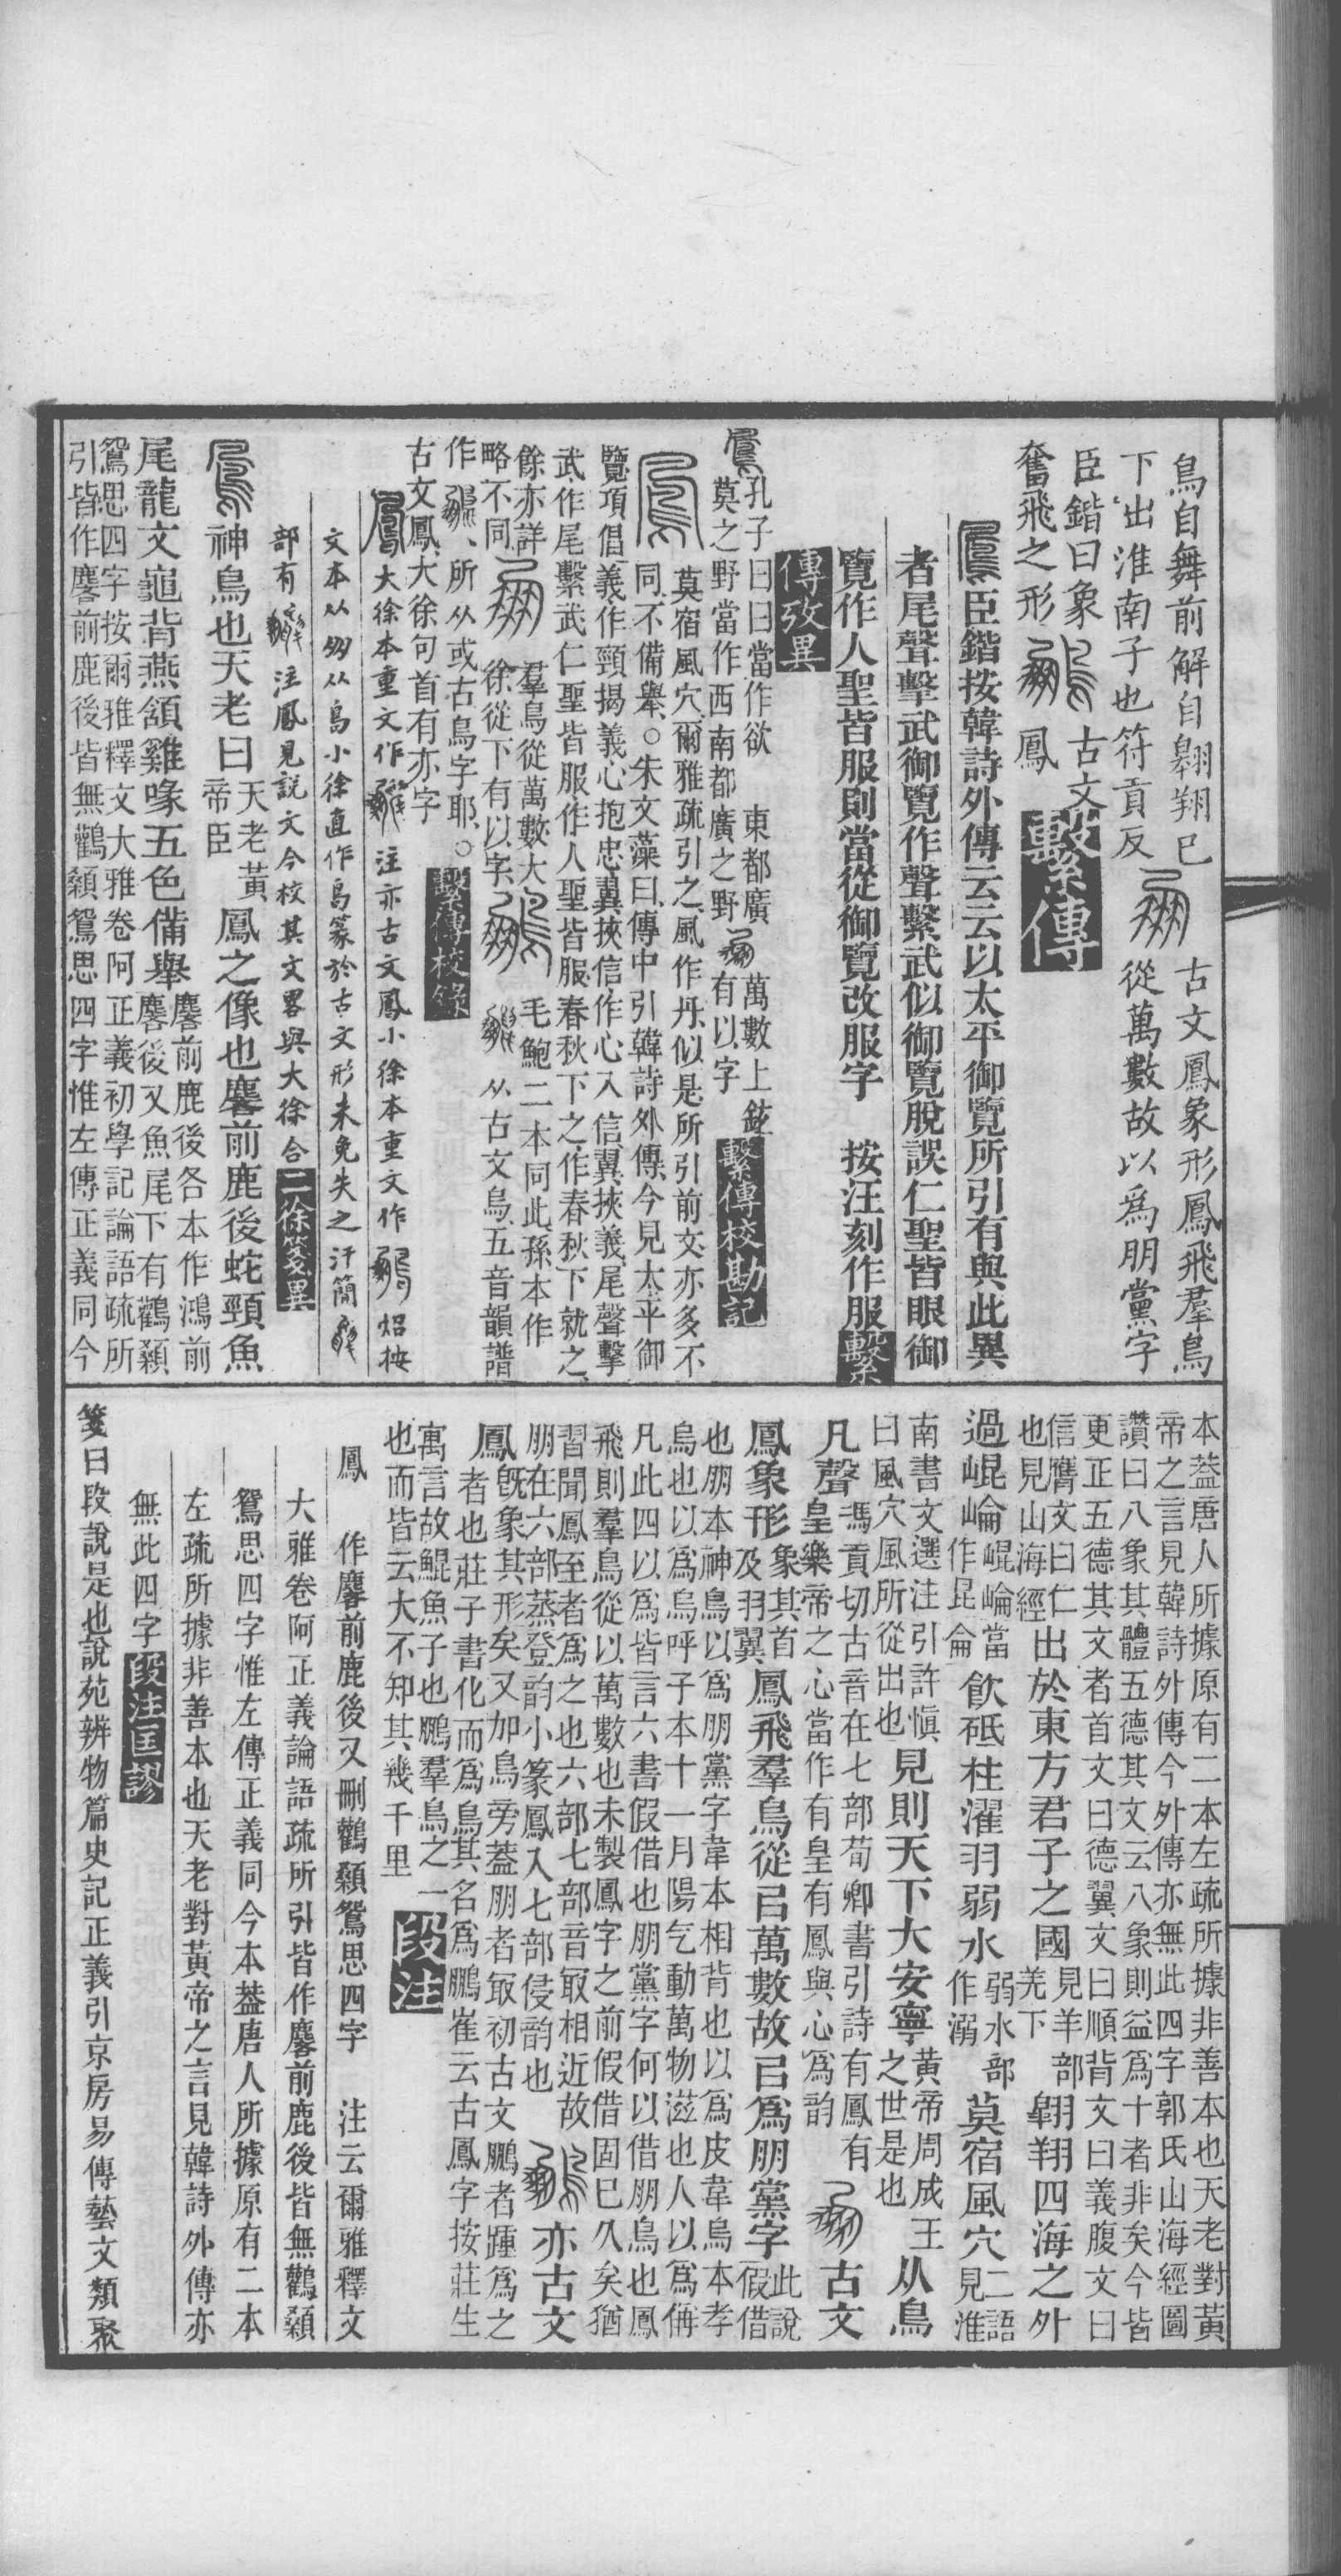 鳥自舞前解自翺翔已
下出淮南子也符貢反 古文鳳象形鳳飛羣鳥
從萬數故以爲朋黨字
臣鍇曰象 古文
奮飛之形 鳳 繫傳
臣鍇按韓詩外傳云云以太平御覽所引有與此異
者尾聲擊武御覽作聲繫武似御覽脫誤仁聖皆眼御
覽作人聖皆服則當從御覽改服字 按汪刻作服 繫
傳攷異
孔子曰曰當作欲 東都廣 萬數上鉉
莫之野當作西南都廣之野 有以字 繫傳校勘記
莫宿風穴爾雅疏引之風作丹似是所引前文亦多不
同不備舉○朱文藻曰傳中引韓詩外傳今見太平御
覽項倡義作頸揭義心抱忠翼挾信作心入信翼挾義尾聲擊
武作尾繫武仁聖皆服作人聖皆服春秋下之作春秋下就之
餘亦詳 羣鳥從萬數大 毛鮑二本同此孫本作
略不同 徐從下有以字 从古文烏五音韻譜
作 所从或古鳥字耶○
古文鳳大徐句首有亦字 繫傳校錄
大徐本重文作 注亦古文鳳小徐本重文作 炤按
文本从 从鳥小徐直作鳥篆於古文形未免失之汗簡
部有 注鳳見說文今校其文畧與大徐合 二徐箋異
神鳥也天老曰 天老黃帝臣 鳳之像也麐前鹿後蛇頸魚
尾龍文龜背燕頷雞喙五色備舉 麐前鹿後各本作鴻前
麐後又魚尾下有鸛顙
鴛思四字按爾雅釋文大雅卷阿正義初學記論語疏所
引皆作麐前鹿後皆無鸛顙鴛思四字惟左傳正義同今
本葢唐人所據原有二本左疏所據非善本也天老對黃
帝之言見韓詩外傳今外傳亦無此四字郭氏山海經圖
讚曰八象其體五德其文云八象則益爲十者非矣今皆
更正五德其文者首文曰德翼文曰順背文曰義腹文曰
信膺文曰仁
也見山海經 出於東方君子之國 見羊部羌下 翺翔四海之外
過崐崘 崐崘當作昆侖 飮砥柱濯羽弱水 弱水部作溺 莫宿風穴 二語見淮
南書文選注引許愼
曰風穴風所從出也 見則天下大安寧 黃帝周成王之世是也 从鳥
凡聲 馮貢切古音在七部荀卿書引詩有鳳有
皇樂帝之心當作有皇有鳳與心爲韵 古文
鳳象形 象其首及羽翼 鳳飛羣鳥從㠯萬數故㠯爲朋黨字 此說假借
也朋本神鳥以爲朋黨字韋本相背也以爲皮韋烏本孝
鳥也以爲烏呼子本十一月陽气動萬物滋也人以爲偁
凡此四以爲皆言六書假借也朋黨字何以借朋鳥也鳳
飛則羣鳥從以萬數也未製鳳字之前假借固已久矣猶
習聞鳳至者爲之也六部七部音冣相近故 亦古文
朋在六部蒸登韵小篆鳳入七部侵韵也
鳳 旣象其形矣又加鳥旁葢朋者冣初古文鵬者踵爲之
者也莊子書化而爲鳥其名爲鵬崔云古鳳字按莊生
寓言故鯤魚子也鵬羣鳥之一
也而皆云大不知其幾千里 段注
鳳 作麐前鹿後又刪鸛顙鴛思四字 注云爾雅釋文
大雅卷阿正義論語疏所引皆作麐前鹿後皆無鸛顙
鴛思四字惟左傳正義同今本葢唐人所據原有二本
左疏所據非善本也天老對黃帝之言見韓詩外傳亦
無此四字 段注匡謬
箋曰段說是也說苑辨物篇史記正義引京房易傳藝文類聚